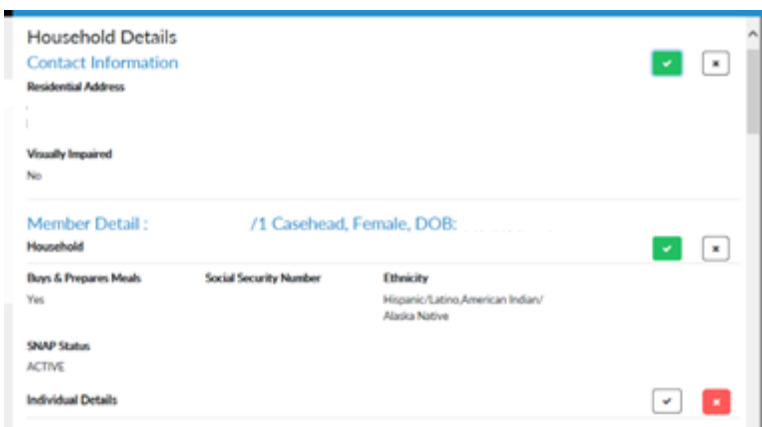 Household Details
Contact Information
Residential Address
Visually Impaired
No
Member Detail : /1 Casehead, Female, DOB:
Household
Buys & Prepares Meals Social Security Number Ethnicity
Yes Hispanic/Latino,American Indian/
Alaska Native
SNAP Status
ACTIVE
Individual Details